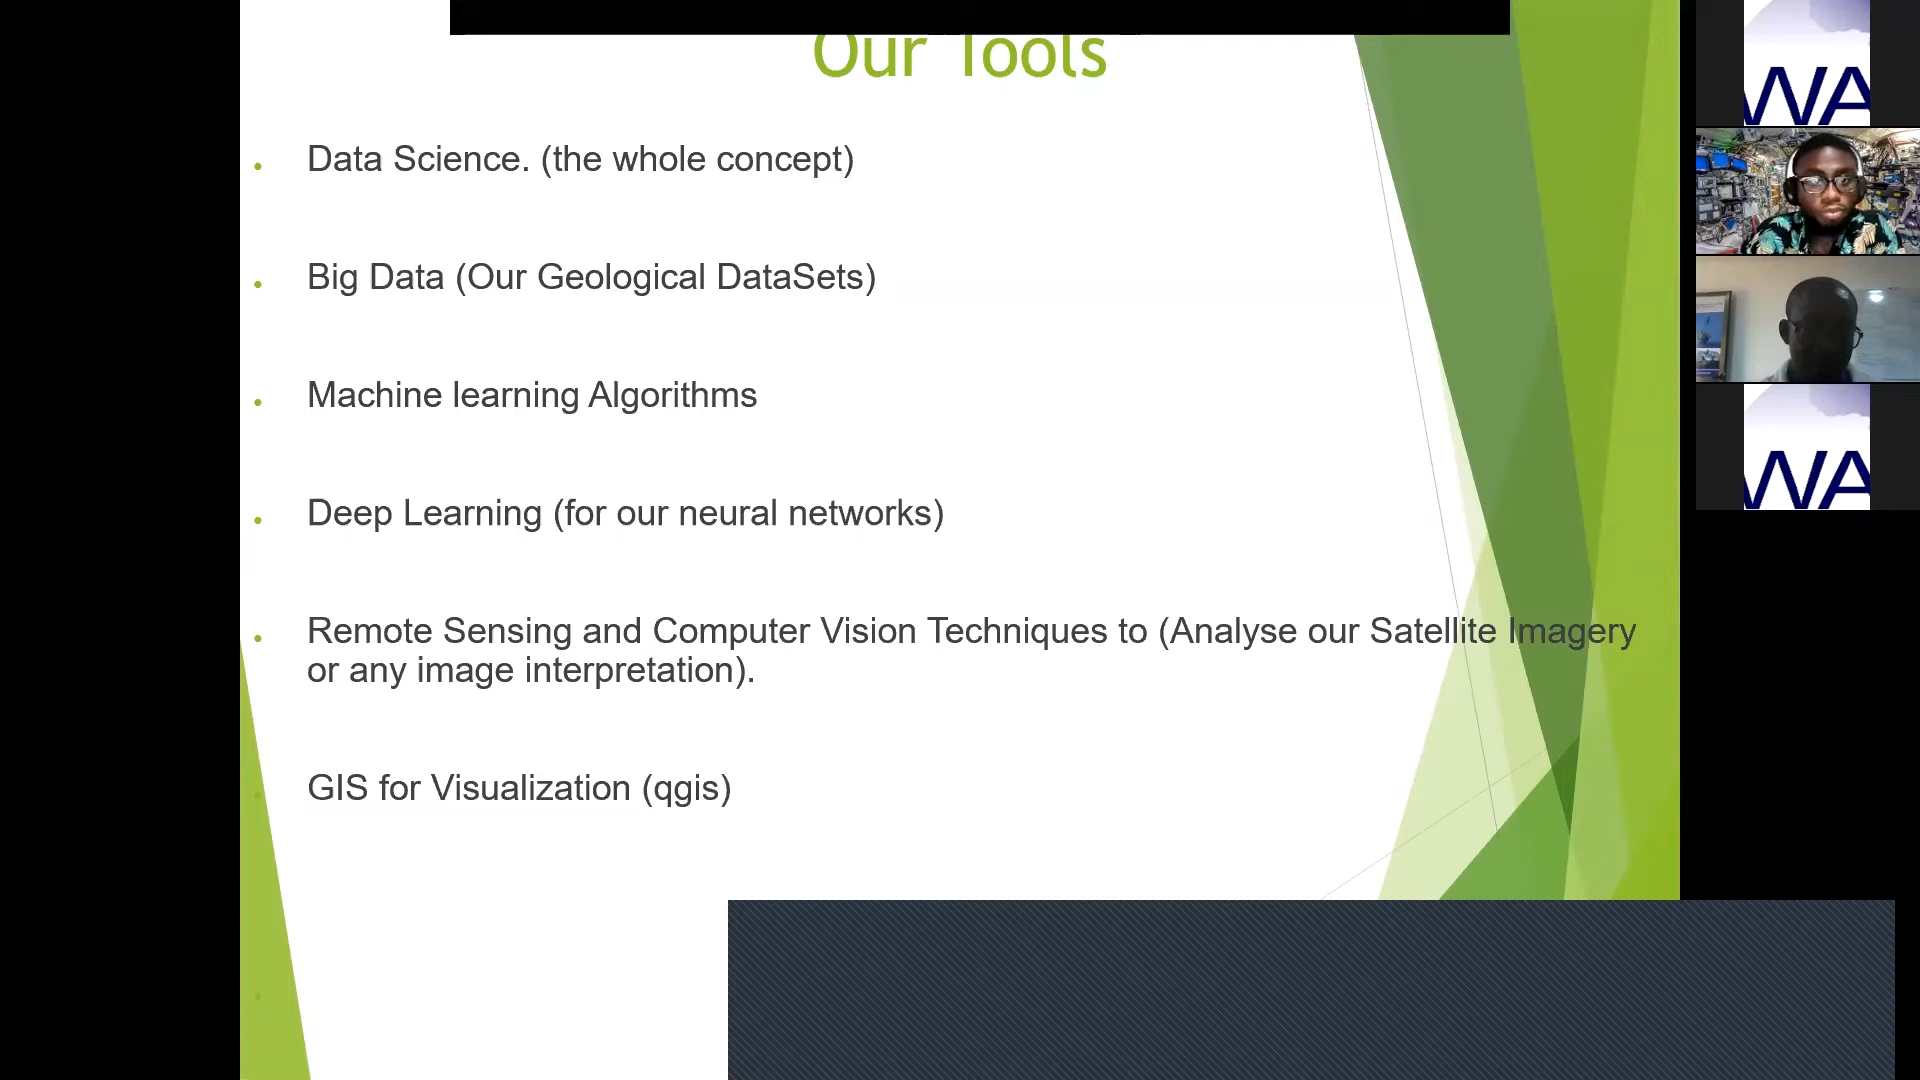 Our Tools
Data Science. (the whole concept)
Big Data (Our Geological DataSets)
Machine learning Algorithms
Deep Learning (for our neural networks)
Remote Sensing and Computer Vision Techniques to (Analyse our Satellite Imagery
or any image interpretation).
GIS for Visualization (qgis)
WA
WA